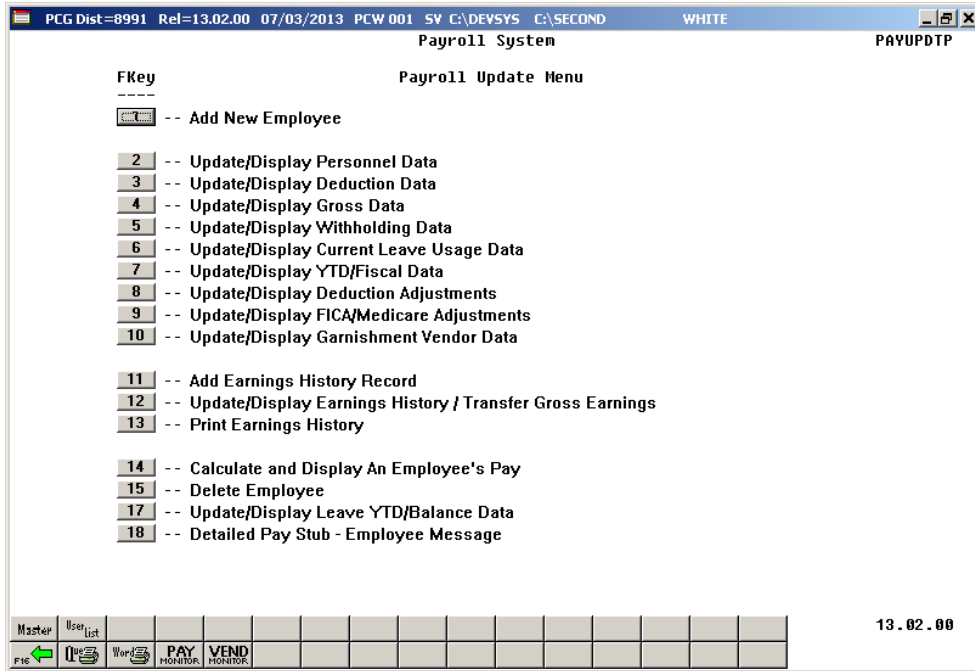 PCG Dist=8991 Rel=13.02.00 07/03/2013 PCW 001 SV C:\DEVSYS C:\SECOND WHITE
Payroll System PAYUPDTP
FKey Payroll Update Menu
----
1 -- Add New Employee
2 -- Update/Display Personnel Data
3 -- Update/Display Deduction Data
4 -- Update/Display Gross Data
5 -- Update/Display Withholding Data
6 -- Update/Display Current Leave Usage Data
7 -- Update/Display YTD/Fiscal Data
8 -- Update/Display Deduction Adjustments
9 -- Update/Display FICA/Medicare Adjustments
10 -- Update/Display Garnishment Vendor Data
11 -- Add Earnings History Record
12 -- Update/Display Earnings History / Transfer Gross Earnings
13 -- Print Earnings History
14 -- Calculate and Display An Employee's Pay
15 -- Delete Employee
17 -- Update/Display Leave YTD/Balance Data
18 -- Detailed Pay Stub - Employee Message
Master User List 13.02.00
F16 Que Word PAY MONITOR VEND MONITOR